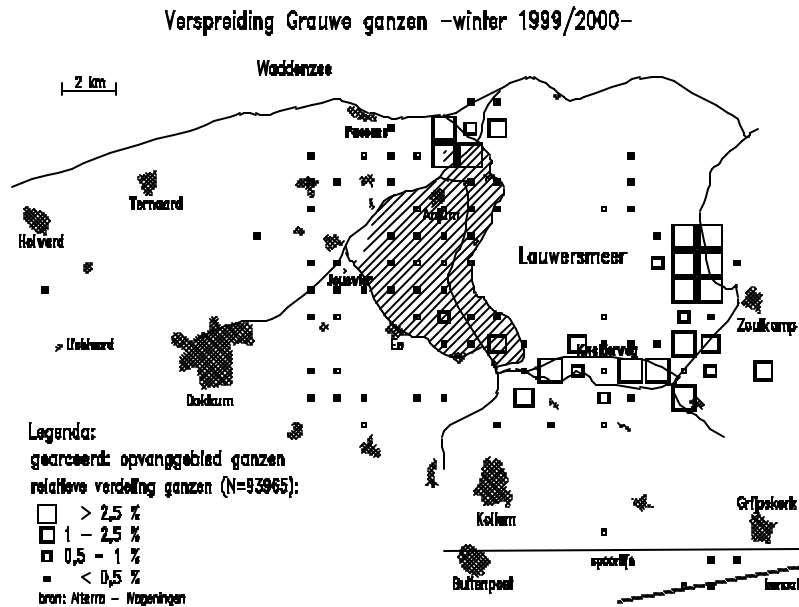 Verspreiding Grauwe ganzen -winter 1999/2000-
Waddenzee
2 km
Paesens
Ternaard
Anjum
Holwerd
Lauwersmeer
Jouswier
Zoutkamp
Ee
Dokkum
Legenda:
gearceerd: opvanggebied ganzen
relatieve verdeling ganzen (N=93965):
> 2,5 %
1 - 2,5 %
0,5 - 1 %
< 0,5 %
bron: Alterra - Wageningen
Kollum
Grijpskerk
Buitenpost
spoorlijn
kanaal